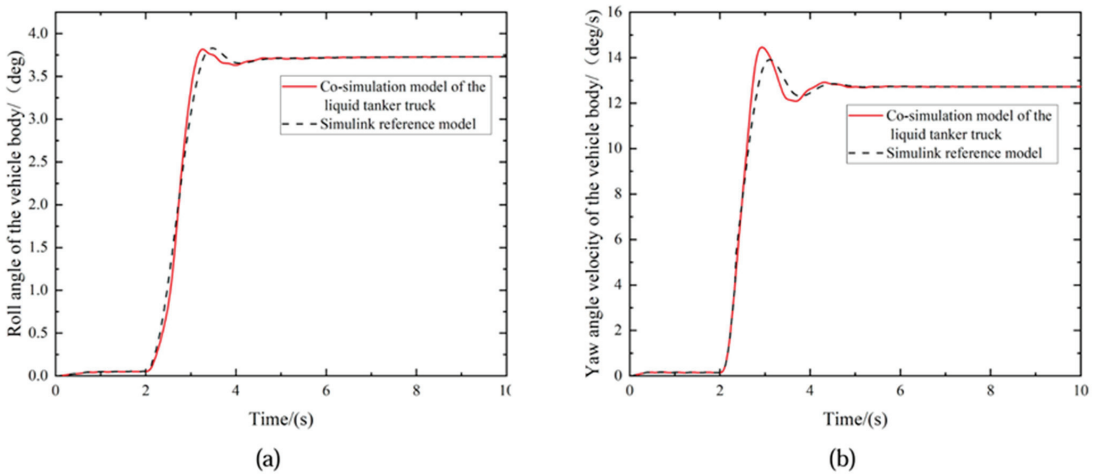 Roll angle of the vehicle body/（deg)
4.0
3.5
3.0
2.5
2.0
1.5
1.0
0.5
0.0
0
2
4
6
8
10
Time/(s)
Co-simulation model of the
liquid tanker truck
Simulink reference model
(a)
Yaw angle velocity of the vehicle body/（deg/s)
16
14
12
10
8
6
4
2
0
0
2
4
6
8
10
Time/(s)
Co-simulation model of the
liquid tanker truck
Simulink reference model
(b)